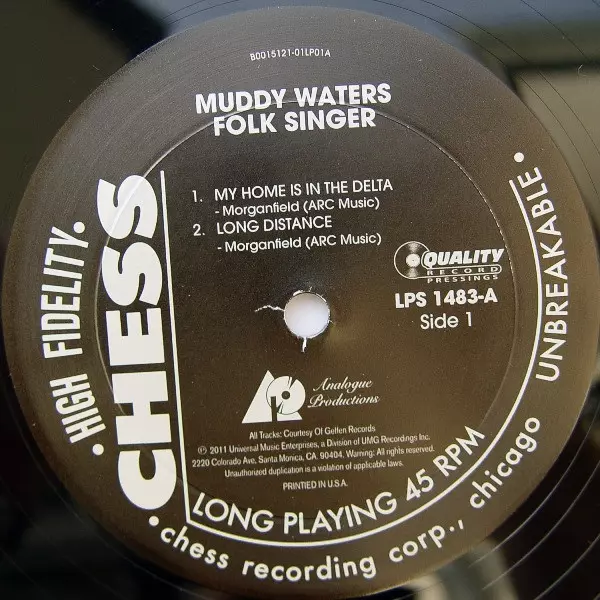 B0015121-01LP01A
MUDDY WATERS
FOLK SINGER
1. MY HOME IS IN THE DELTA
- Morganfield (ARC Music)
2. LONG DISTANCE
- Morganfield (ARC Music)
QUALITY
RECORD
PRESSINGS
LPS 1483-A
Side 1
Analogue
Productions
All Tracks: Courtesy Of Geffen Records
℗ 2011 Universal Music Enterprises, a Division of UMG Recordings Inc.
2220 Colorado Ave, Santa Monica, CA. 90404. Warning: All rights reserved.
Unauthorized duplication is a violation of applicable laws.
PRINTED IN U.S.A.
• HIGH FIDELITY •
CHESS
LONG PLAYING 45 RPM
UNBREAKABLE •
• chess recording corp., chicago